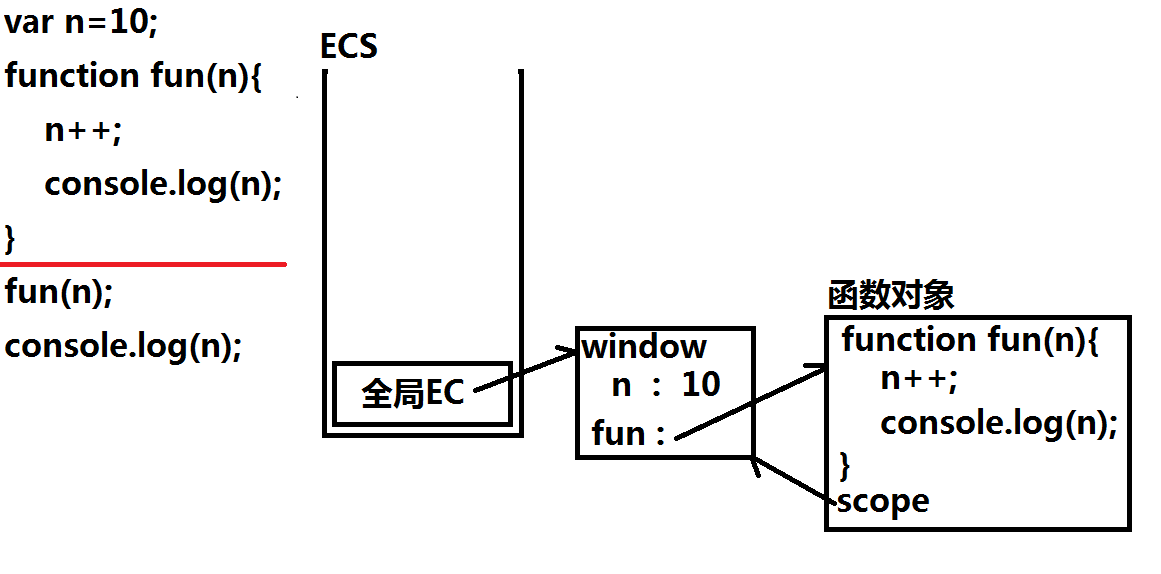 var n=10;
function fun(n){
n++;
console.log(n);
}
fun(n);
console.log(n);
ECS
全局EC
window
n : 10
fun :
函数对象
function fun(n){
n++;
console.log(n);
}
scope